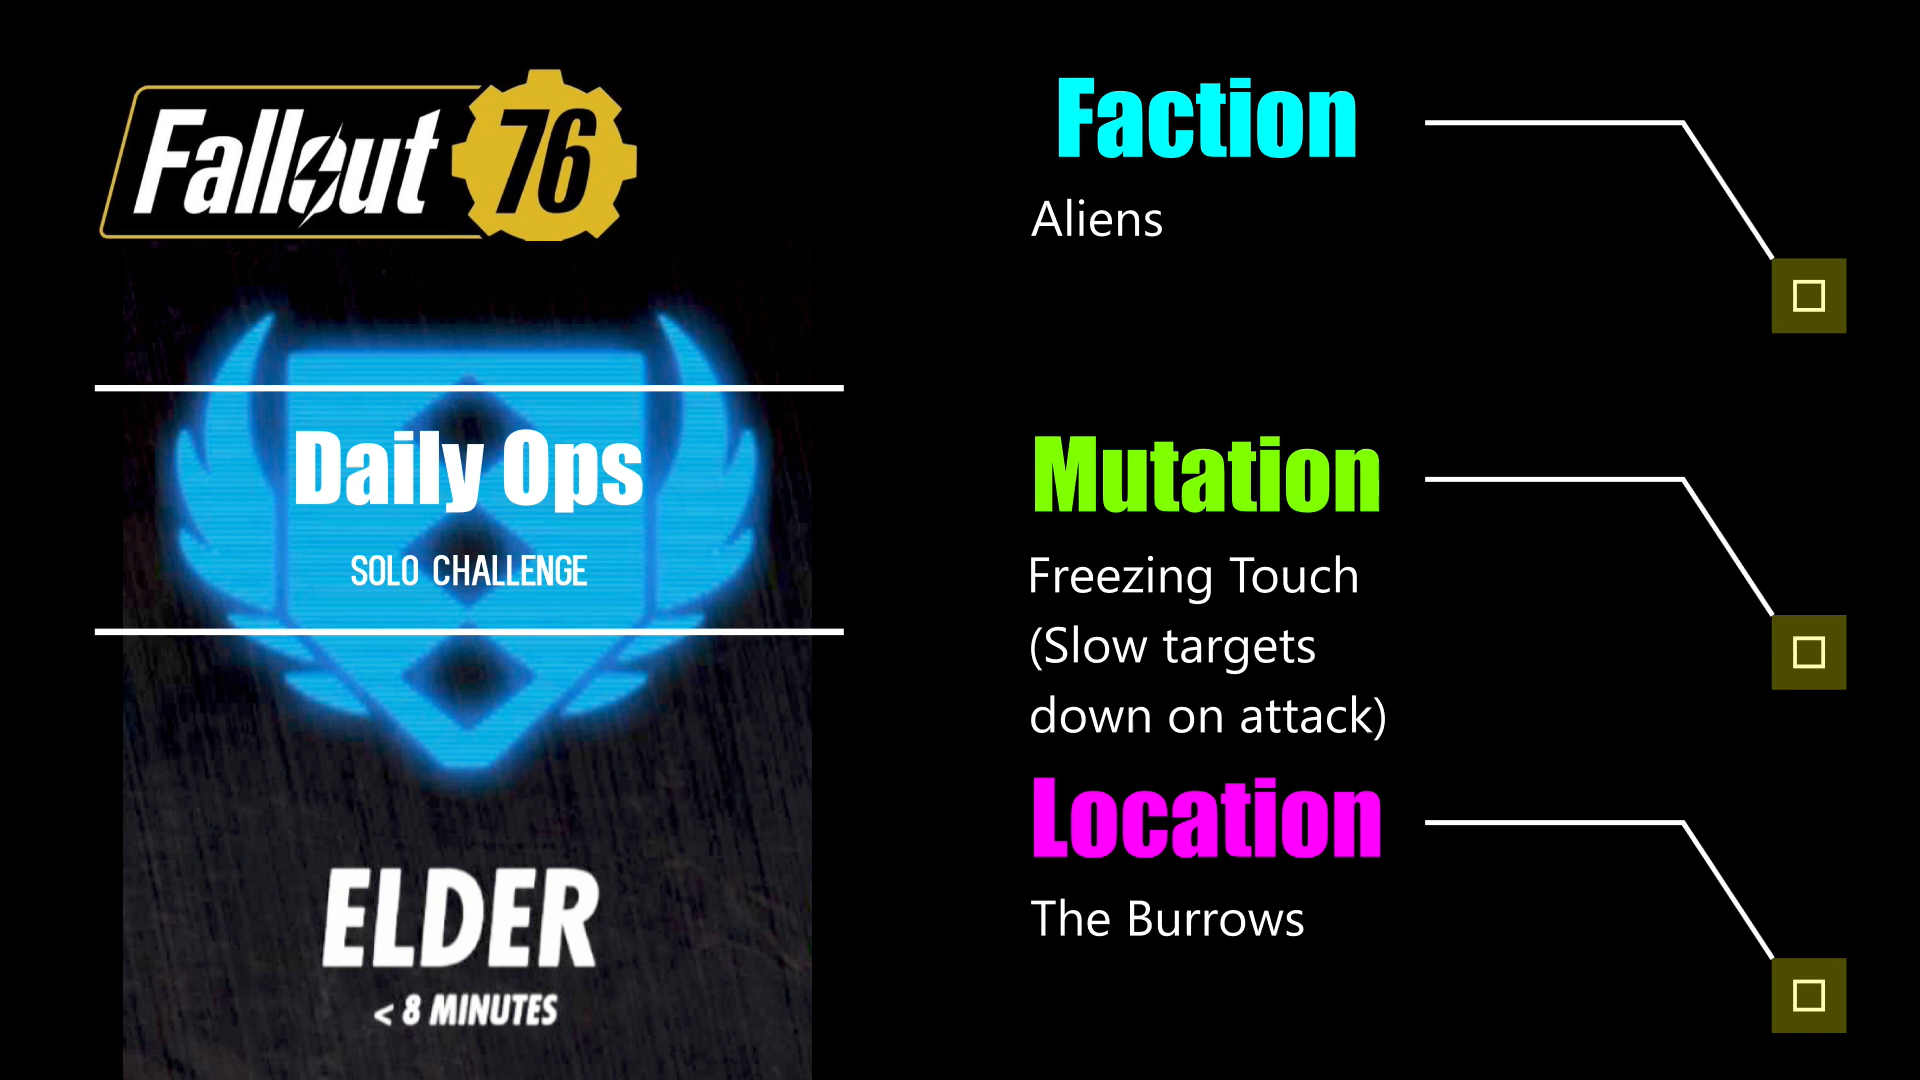 Fallout 76
Daily Ops
SOLO CHALLENGE
ELDER
< 8 MINUTES
Faction
Aliens
Mutation
Freezing Touch
(Slow targets
down on attack)
Location
The Burrows